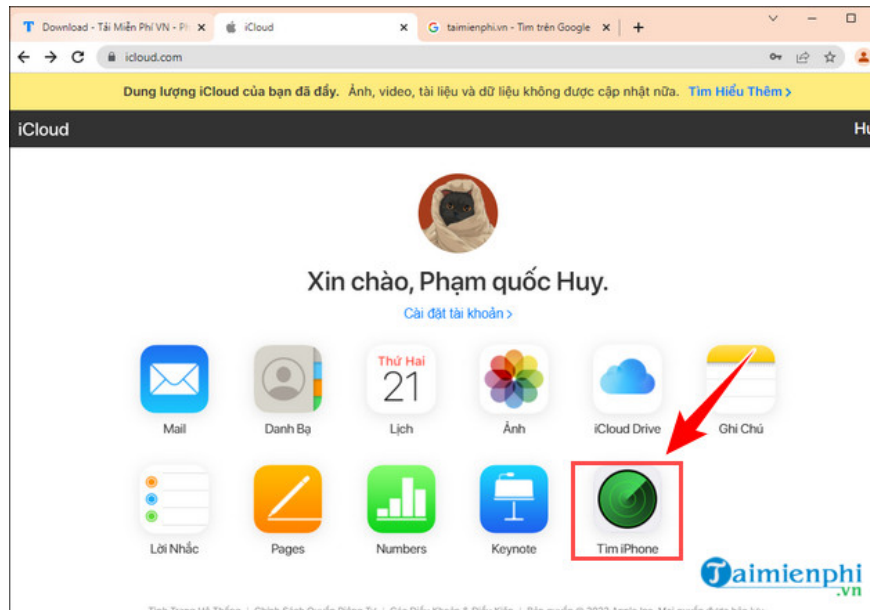 Download - Tải Miễn Phí VN - Ph
iCloud
taimienphi.vn - Tìm trên Google
icloud.com
Dung lượng iCloud của bạn đã đầy. Ảnh, video, tài liệu và dữ liệu không được cập nhật nữa. Tìm Hiểu Thêm >
iCloud
Hu
Xin chào, Phạm quốc Huy.
Cài đặt tài khoản >
Thứ Hai
21
Mail Danh Bạ Lịch Ảnh iCloud Drive Ghi Chú
Lời Nhắc Pages Numbers Keynote Tìm iPhone
Taimienphi
.vn